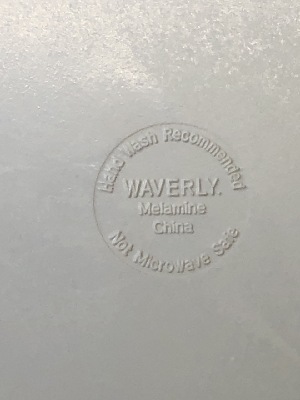 Hand Wash Recommended
WAVERLY.
Melamine
China
Not Microwave Safe